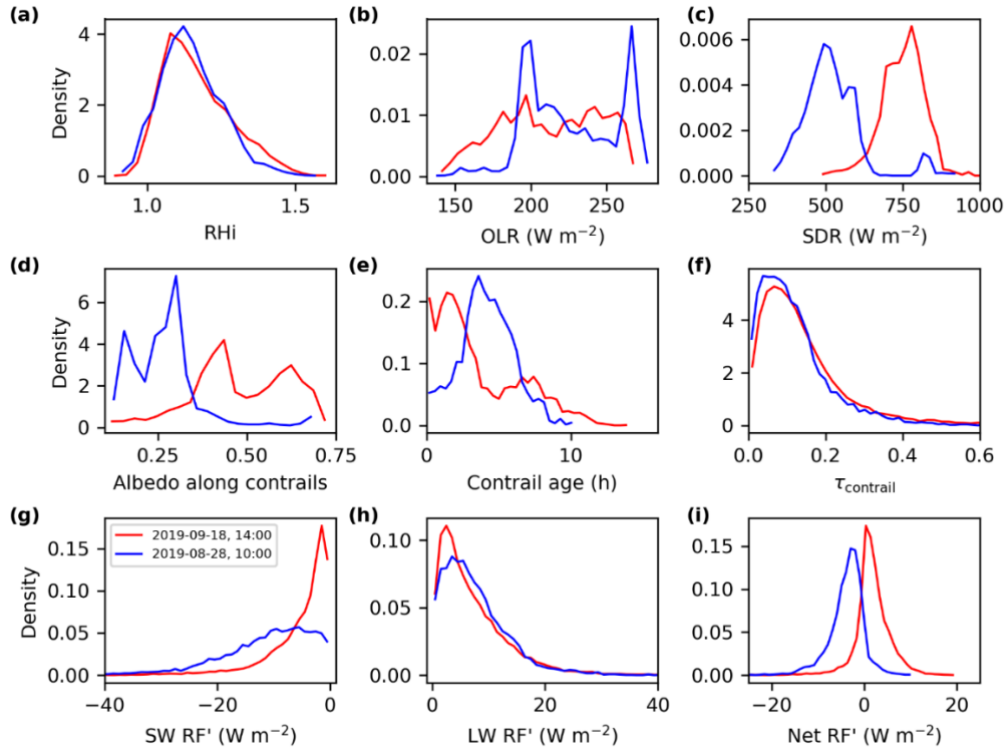 (a) (b) (c)
Density
4
2
0
1.0 1.5
RHi
0.02
0.01
0.00
150 200 250
OLR (W m⁻²)
0.006
0.004
0.002
0.000
250 500 750 1000
SDR (W m⁻²)
(d) (e) (f)
Density
6
4
2
0
0.25 0.50 0.75
Albedo along contrails
0.2
0.1
0.0
0 10
Contrail age (h)
4
2
0
0.0 0.2 0.4 0.6
τcontrail
(g) (h) (i)
Density
0.15
0.10
0.05
0.00
2019-09-18, 14:00
2019-08-28, 10:00
−40 −20 0
SW RF' (W m⁻²)
0.10
0.05
0.00
0 20 40
LW RF' (W m⁻²)
0.15
0.10
0.05
0.00
−20 0 20
Net RF' (W m⁻²)